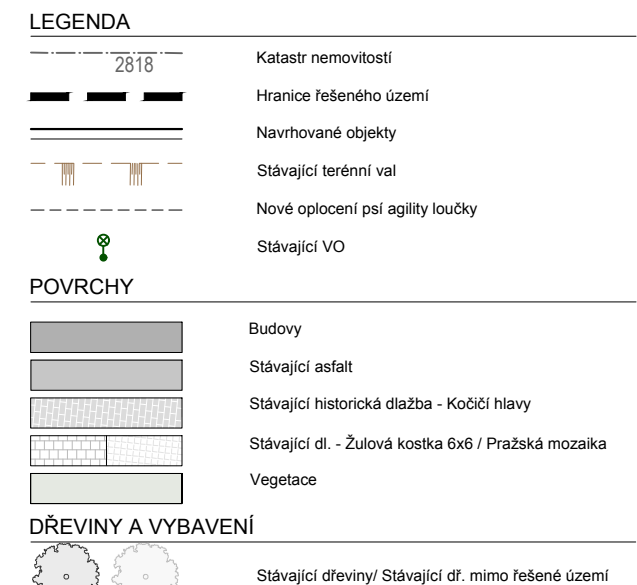 LEGENDA
2818 Katastr nemovitostí
Hranice řešeného území
Navrhované objekty
Stávající terénní val
Nové oplocení psí agility loučky
Stávající VO
POVRCHY
Budovy
Stávající asfalt
Stávající historická dlažba - Kočičí hlavy
Stávající dl. - Žulová kostka 6x6 / Pražská mozaika
Vegetace
DŘEVINY A VYBAVENÍ
Stávající dřeviny/ Stávající dř. mimo řešené území